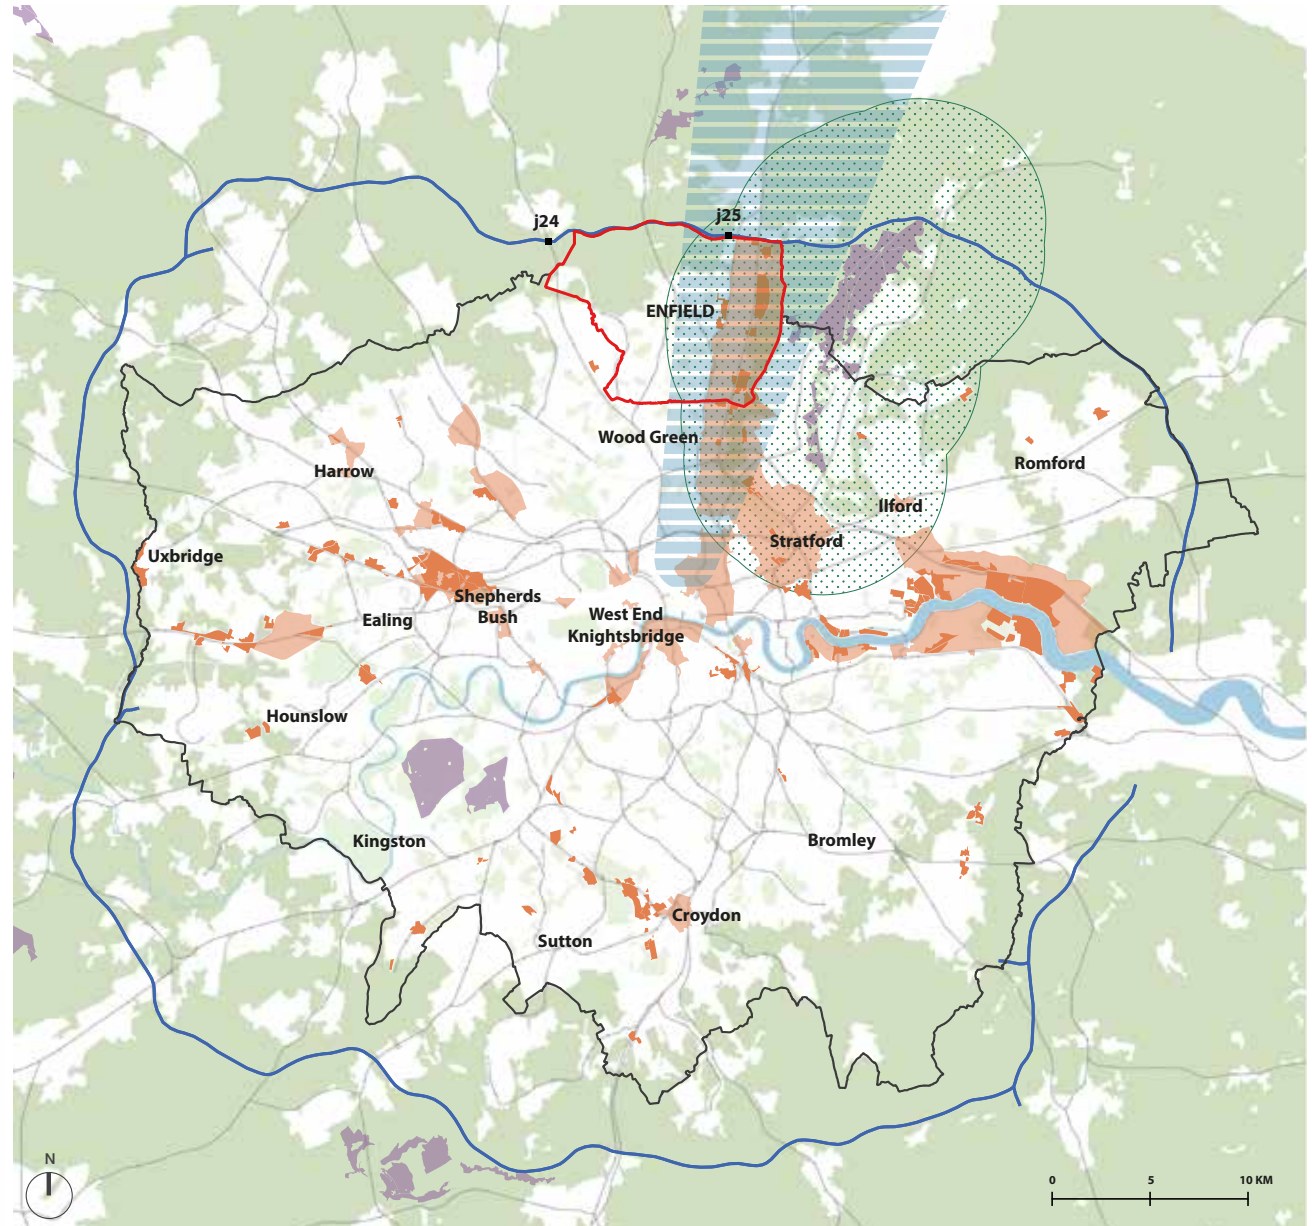 j24
j25
ENFIELD
Wood Green
Harrow
Romford
Ilford
Stratford
Uxbridge
Shepherds
Bush
Ealing
West End
Knightsbridge
Hounslow
Kingston
Bromley
Croydon
Sutton
N
0 5 10 KM